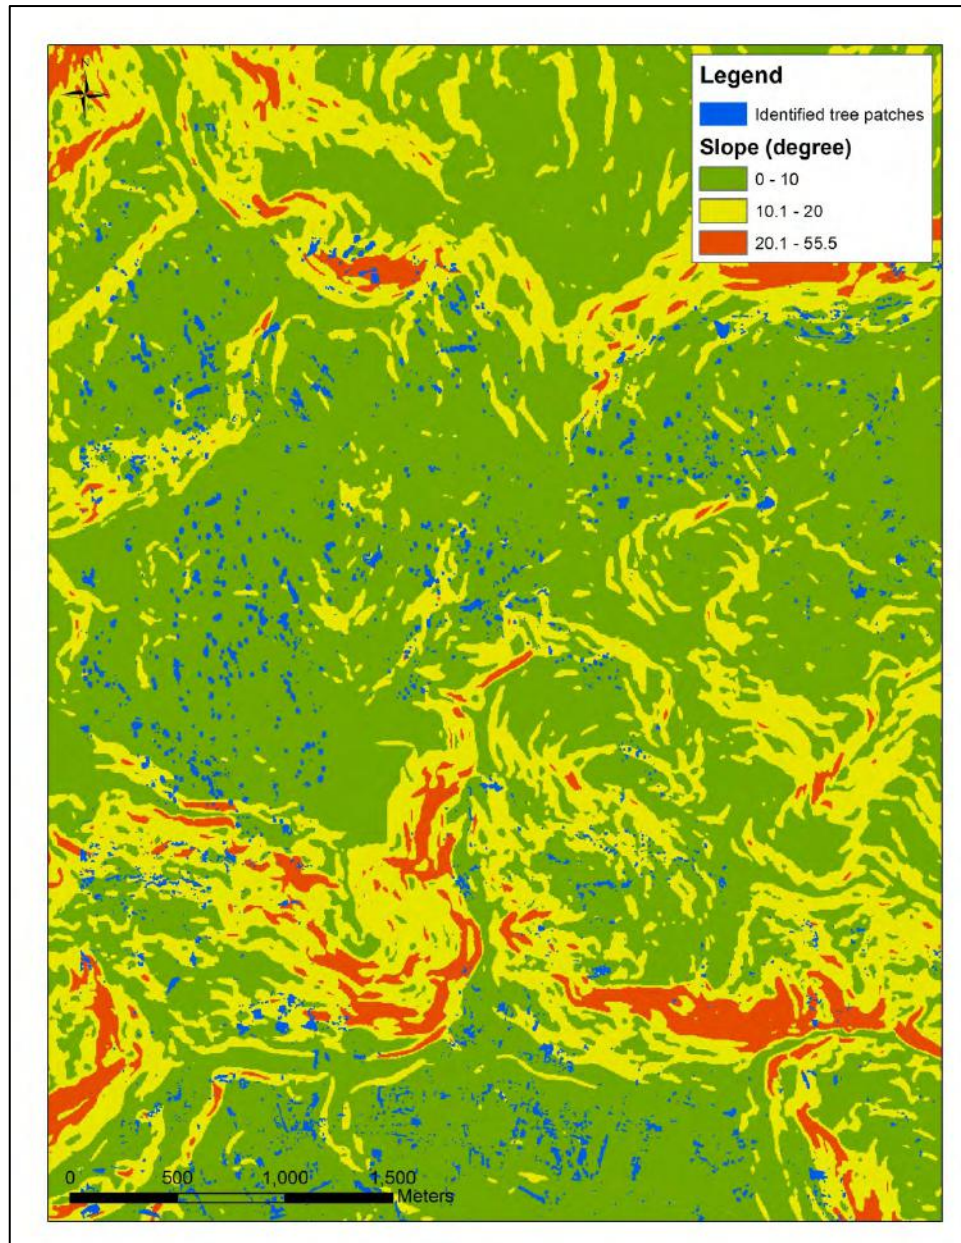 N
Legend
Identified tree patches
Slope (degree)
0 - 10
10.1 - 20
20.1 - 55.5
0 500 1,000 1,500
Meters